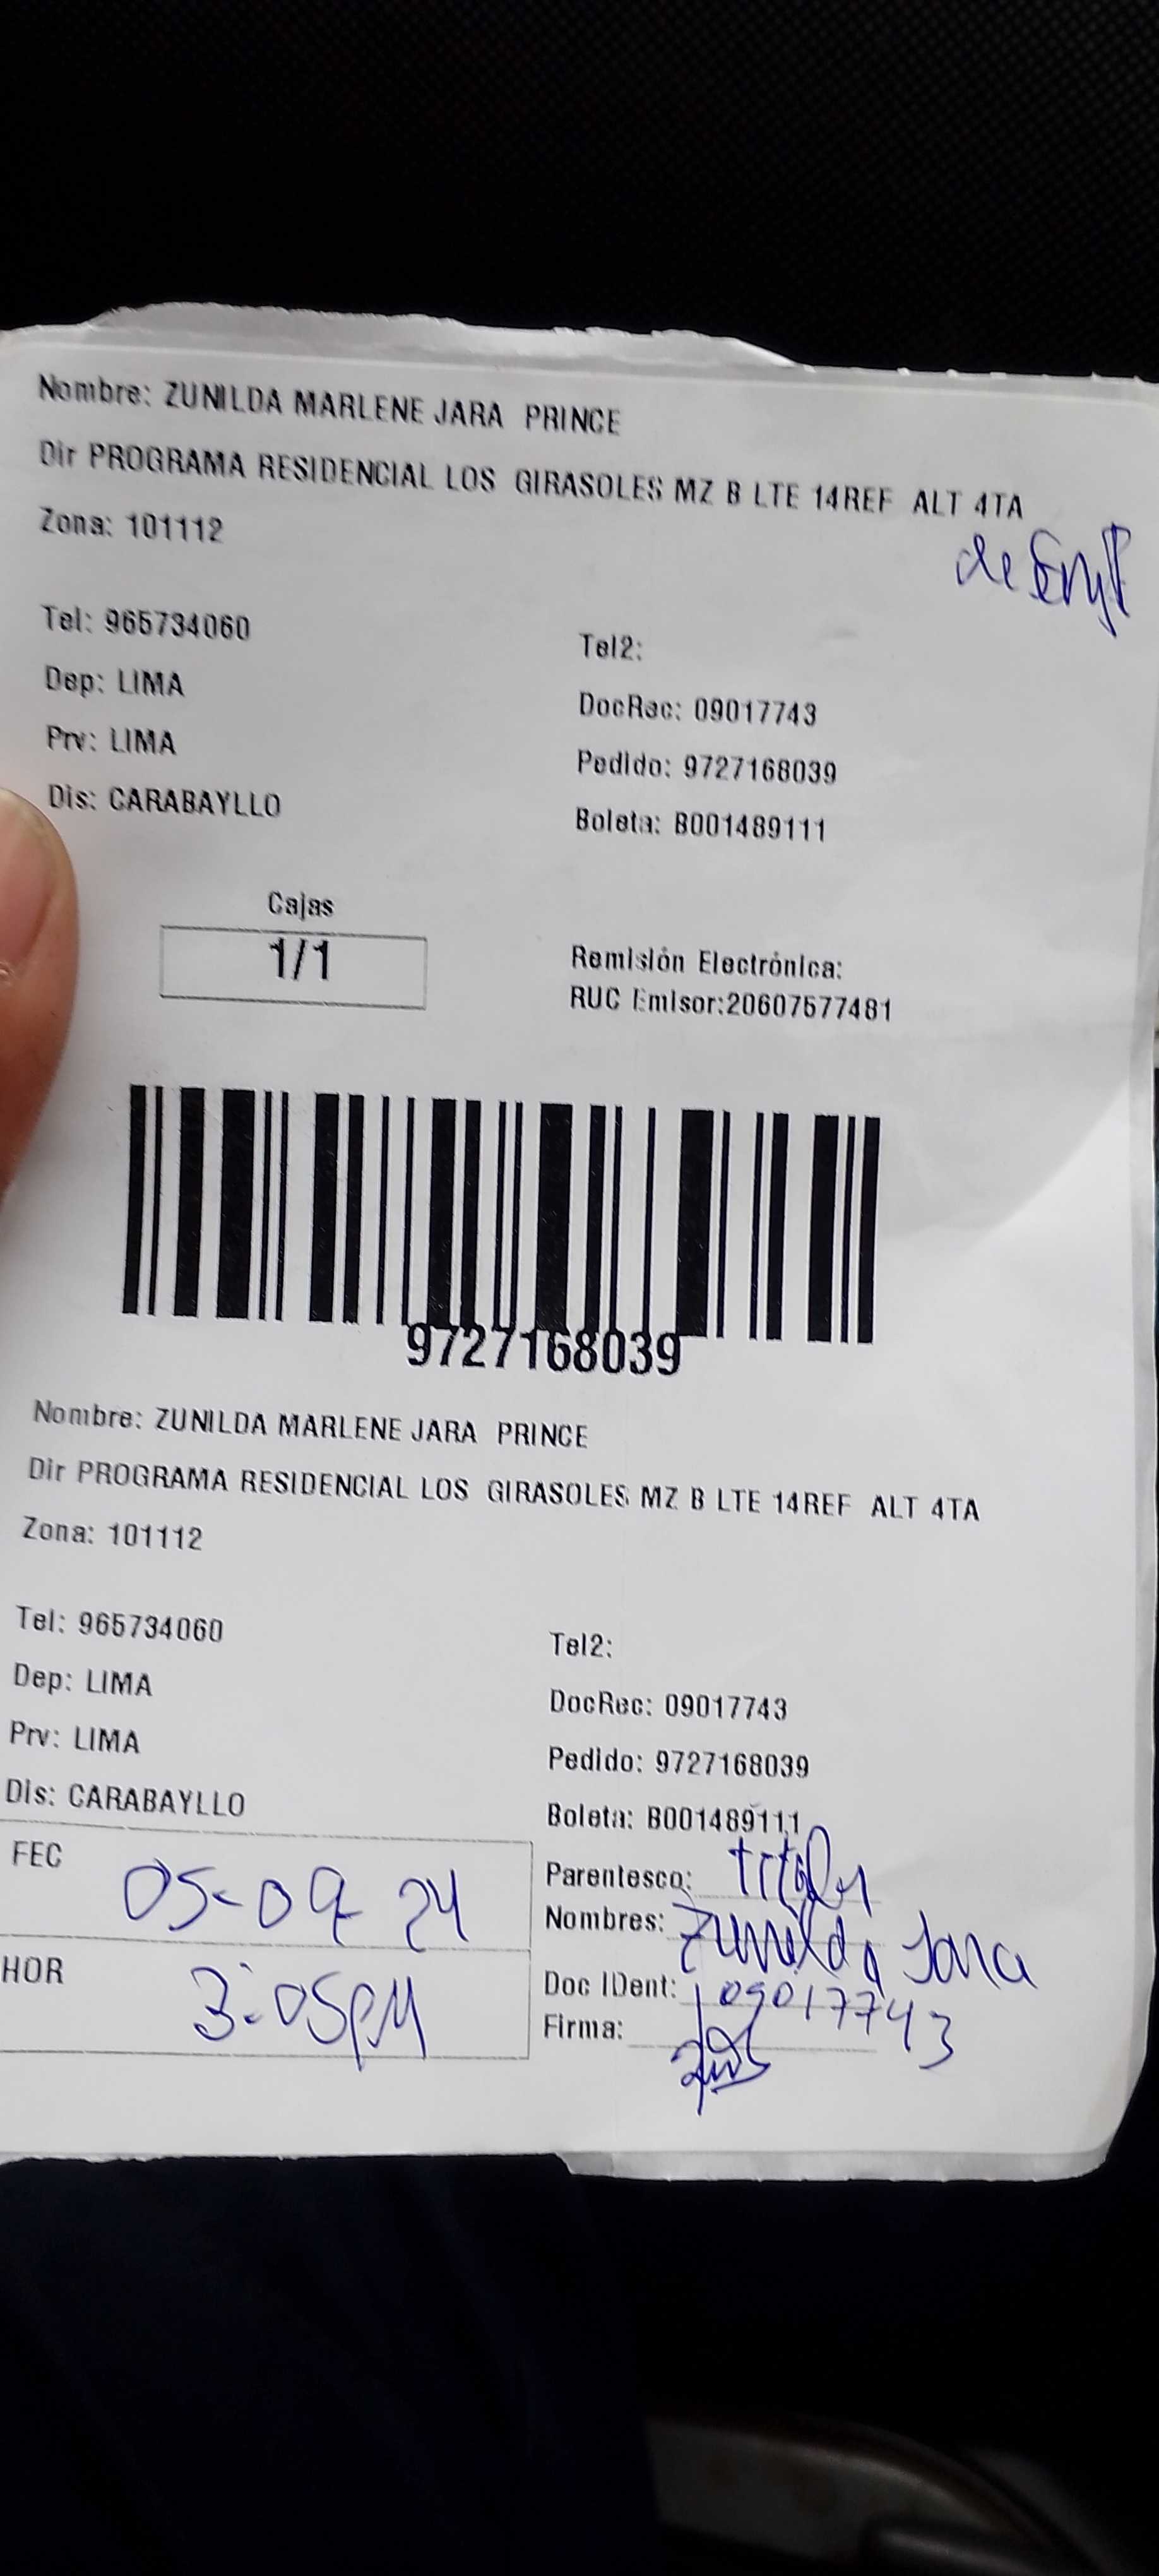 Nombre: ZUNILDA MARLENE JARA PRINCE
Dir PROGRAMA RESIDENCIAL LOS GIRASOLES MZ B LTE 14REF ALT 4TA
de
Zona: 101112
Tel: 965734060
Tel2:
Dep: LIMA
DocRec: 09017743
Prv: LIMA
Pedido: 9727168039
Dis: CARABAYLLO
Boleta: B001489111
Cajas
1/1
Remisión Electrónica:
RUC Emisor:20607577481
9727168039
Nombre: ZUNILDA MARLENE JARA PRINCE
Dir PROGRAMA RESIDENCIAL LOS GIRASOLES MZ B LTE 14REF ALT 4TA
Zona: 101112
Tel: 965734060
Tel2:
Dep: LIMA
DocRec: 09017743
Prv: LIMA
Pedido: 9727168039
Dis: CARABAYLLO
Boleta: B001489111
FEC 05-09-24
Parentesco: titular
Nombres: Zunilda Jara
HOR 3:05PM
Doc IDent: 09017743
Firma: